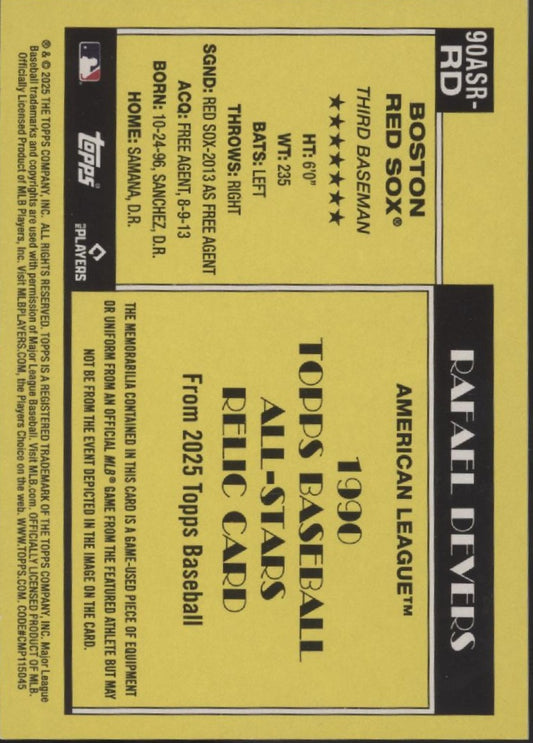 90ASR-
RD
RAFAEL DEVERS
BOSTON
RED SOX®
THIRD BASEMAN
★★★★★★★
HT: 6'0"
WT: 235
BATS: LEFT
THROWS: RIGHT
SGND: RED SOX-2013 AS FREE AGENT
ACQ: FREE AGENT, 8-9-13
BORN: 10-24-96, SANCHEZ, D.R.
HOME: SAMANA, D.R.
AMERICAN LEAGUE™
1990
TOPPS BASEBALL
ALL-STARS
RELIC CARD
From 2025 Topps Baseball
THE MEMORABILIA CONTAINED IN THIS CARD IS A GAME-USED PIECE OF EQUIPMENT
OR UNIFORM FROM AN OFFICIAL MLB® GAME FROM THE FEATURED ATHLETE BUT MAY
NOT BE FROM THE EVENT DEPICTED IN THE IMAGE ON THE CARD.
topps®
MLB PLAYERS
® & © 2025 THE TOPPS COMPANY, INC. ALL RIGHTS RESERVED. TOPPS IS A REGISTERED TRADEMARK OF THE TOPPS COMPANY, INC. Major League
Baseball trademarks and copyrights are used with permission of Major League Baseball. Visit MLB.com. OFFICIALLY LICENSED PRODUCT OF MLB.
Officially Licensed Product of MLB Players, Inc. Visit MLBPLAYERS.COM, the Players Choice on the web. WWW.TOPPS.COM. CODE#CMP115045